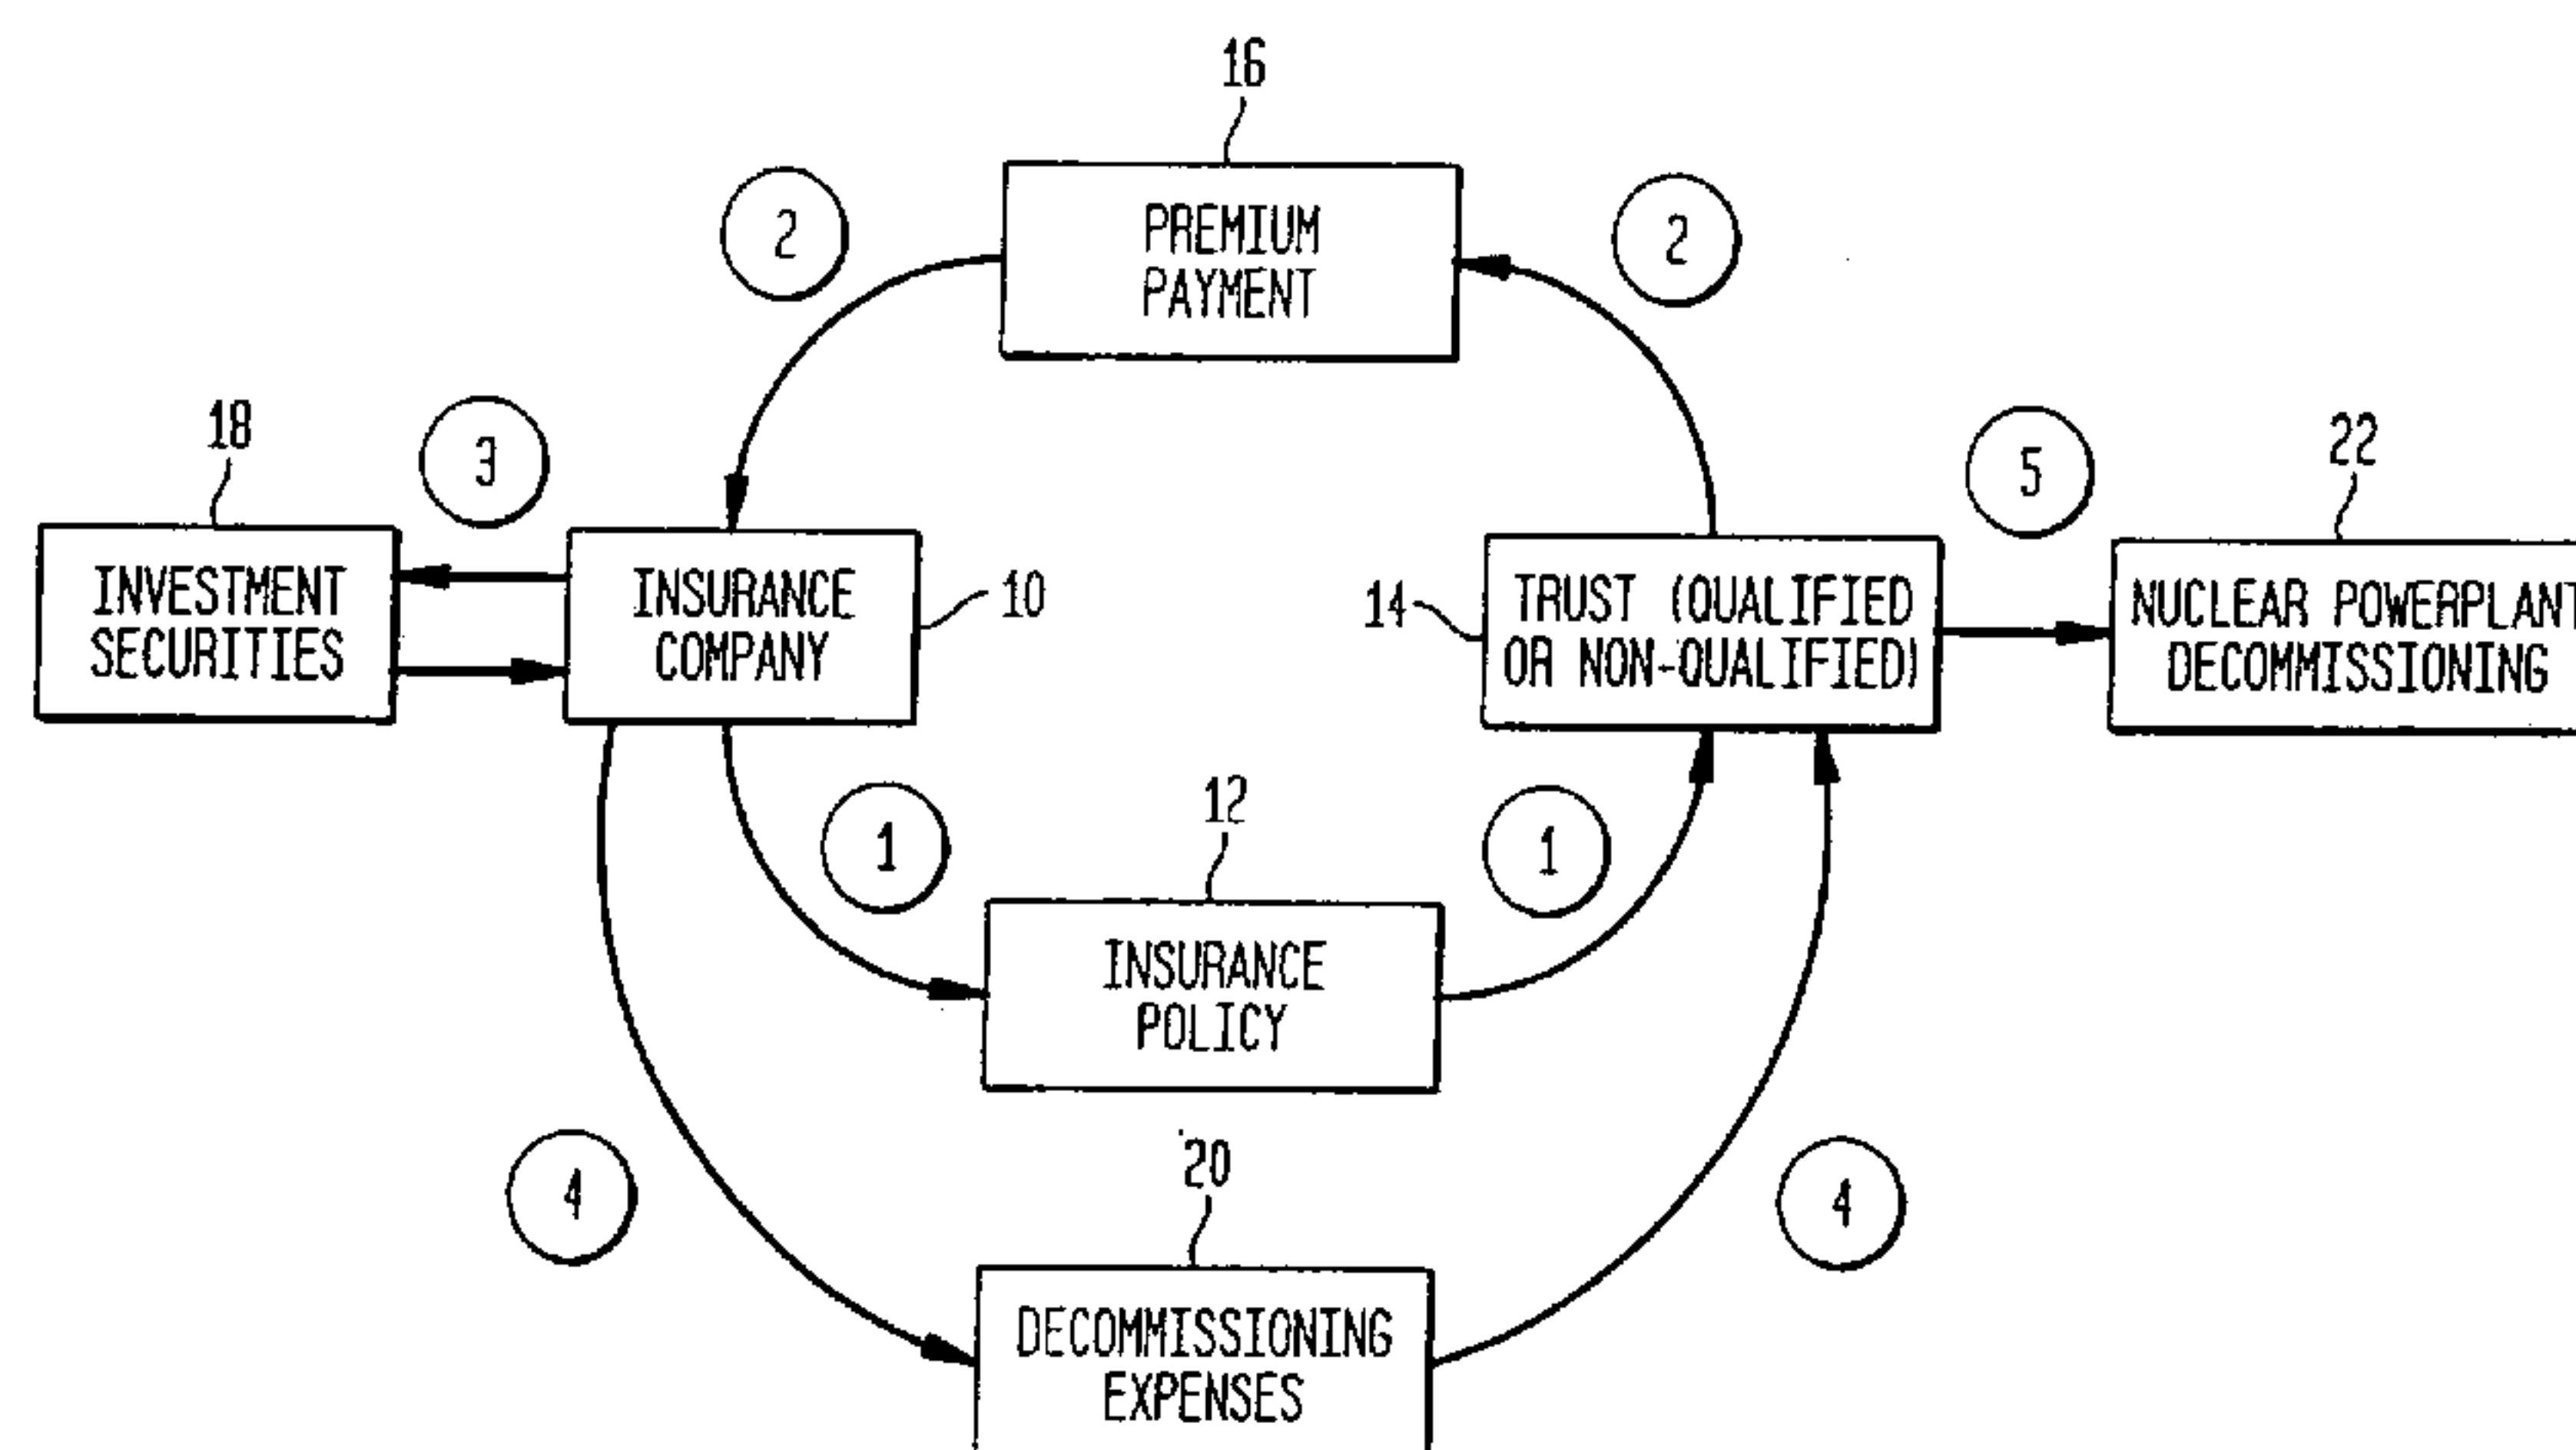 16
PREMIUM
PAYMENT
2
2
18
3
INVESTMENT
SECURITIES
INSURANCE
COMPANY
10
14
TRUST (QUALIFIED
OR NON-QUALIFIED)
5
22
NUCLEAR POWERPLANT
DECOMMISSIONING
1
12
1
INSURANCE
POLICY
4
20
4
DECOMMISSIONING
EXPENSES